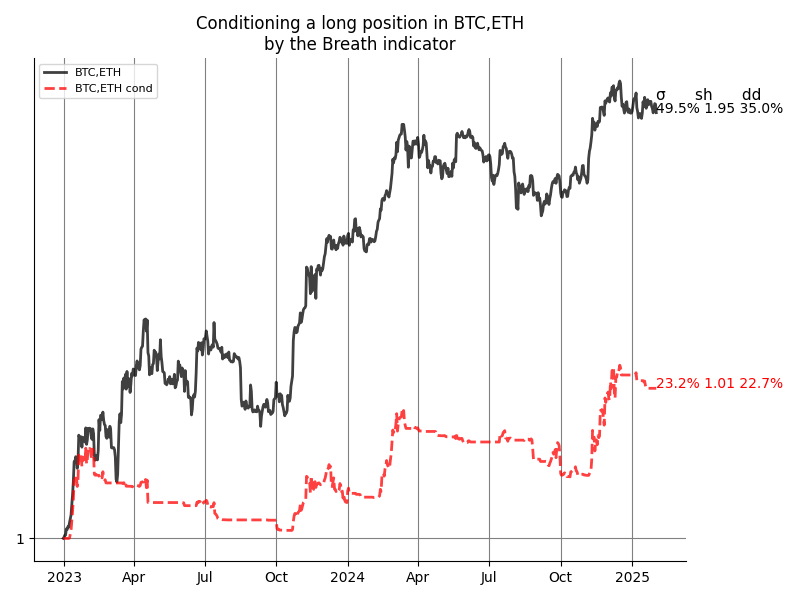 Conditioning a long position in BTC,ETH
by the Breath indicator
BTC,ETH
BTC,ETH cond
σ sh dd
49.5% 1.95 35.0%
23.2% 1.01 22.7%
1
2023 Apr Jul Oct 2024 Apr Jul Oct 2025